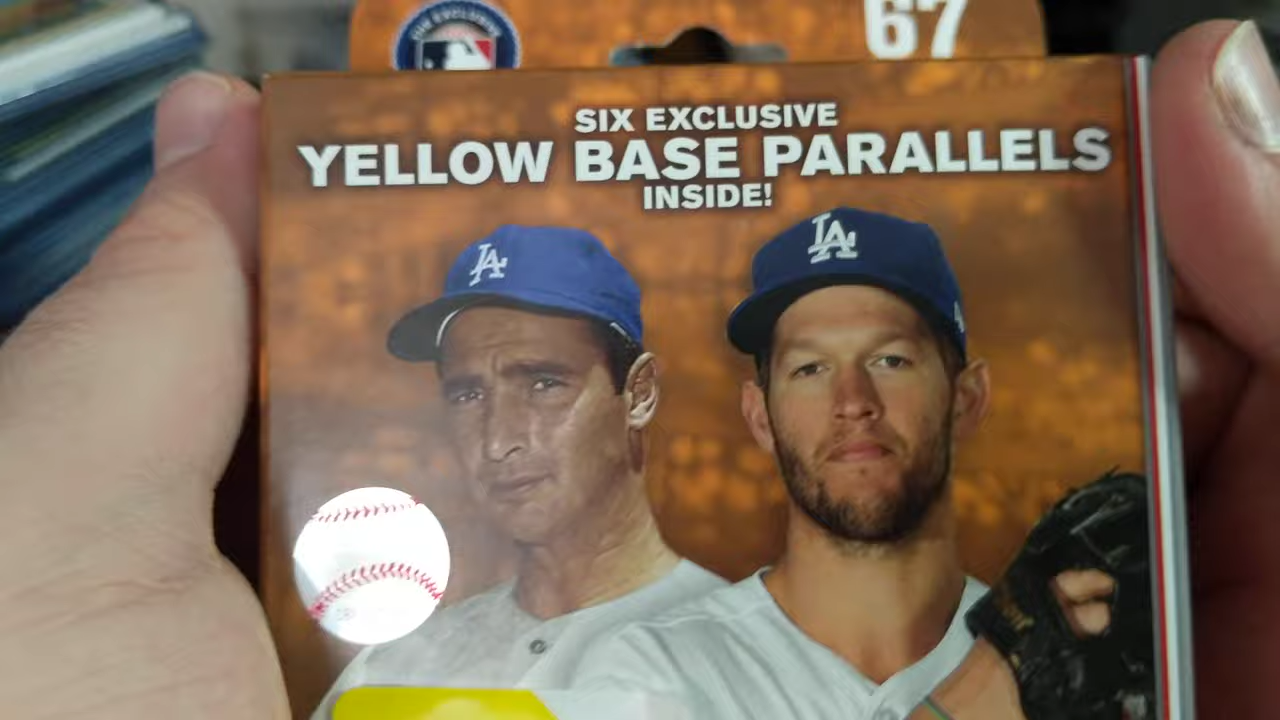 67
SIX EXCLUSIVE
YELLOW BASE PARALLELS
INSIDE!
LA
LA